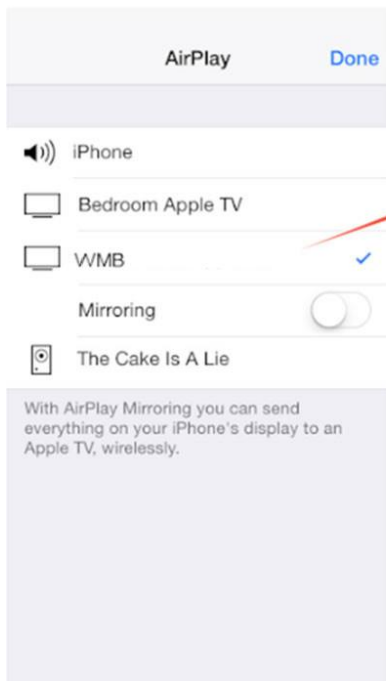 AirPlay Done
iPhone
Bedroom Apple TV
WMB
Mirroring
The Cake Is A Lie
With AirPlay Mirroring you can send
everything on your iPhone's display to an
Apple TV, wirelessly.